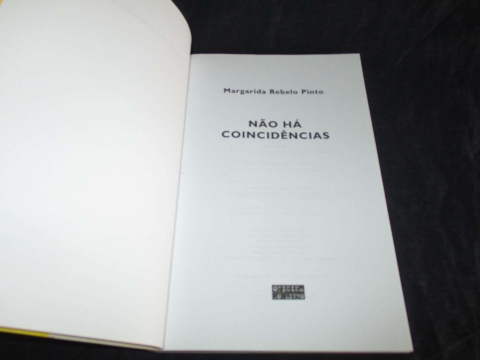 Margarida Rebelo Pinto
NÃO HÁ
COINCIDÊNCIAS